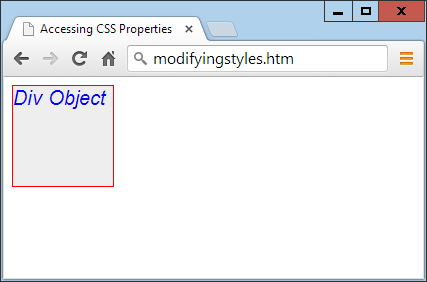 Accessing CSS Properties
modifyingstyles.htm
Div Object